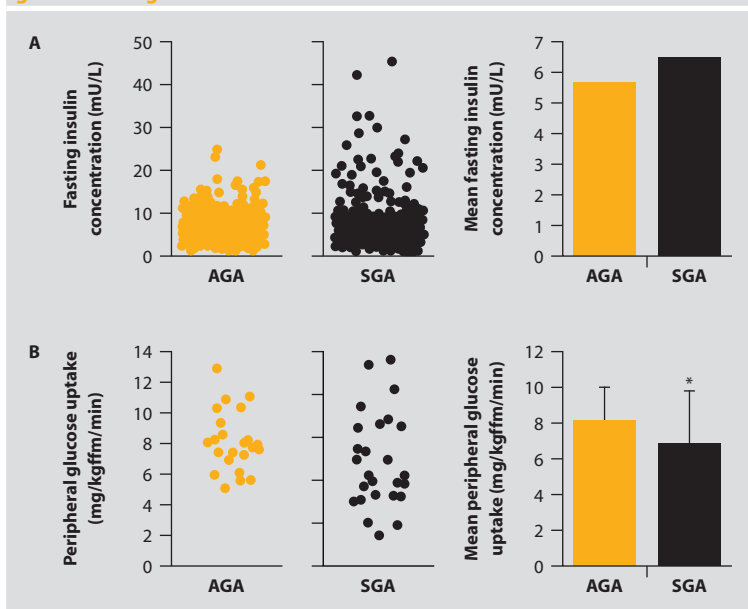 A
Fasting insulin
concentration (mU/L)
50
40
30
20
10
0
AGA
SGA
Mean fasting insulin
concentration (mU/L)
7
6
5
4
3
2
1
0
AGA
SGA
B
Peripheral glucose uptake
(mg/kgffm/min)
14
12
10
8
6
4
2
0
AGA
SGA
Mean peripheral glucose
uptake (mg/kgffm/min)
12
10
8
6
4
2
0
*
AGA
SGA